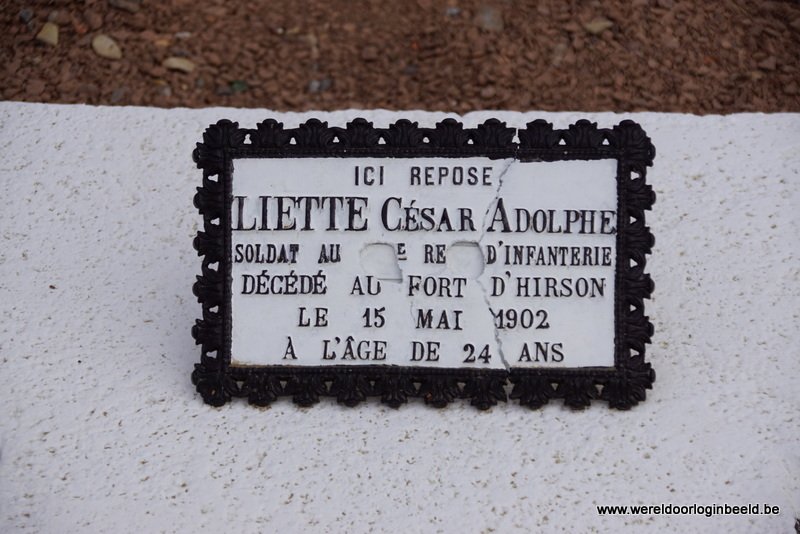 ICI REPOSE
LIETTE CÉSAR ADOLPHE
SOLDAT AU E RE D'INFANTERIE
DÉCÉDÉ AU FORT D'HIRSON
LE 15 MAI 1902
À L'ÂGE DE 24 ANS
www.wereldoorloginbeeld.be